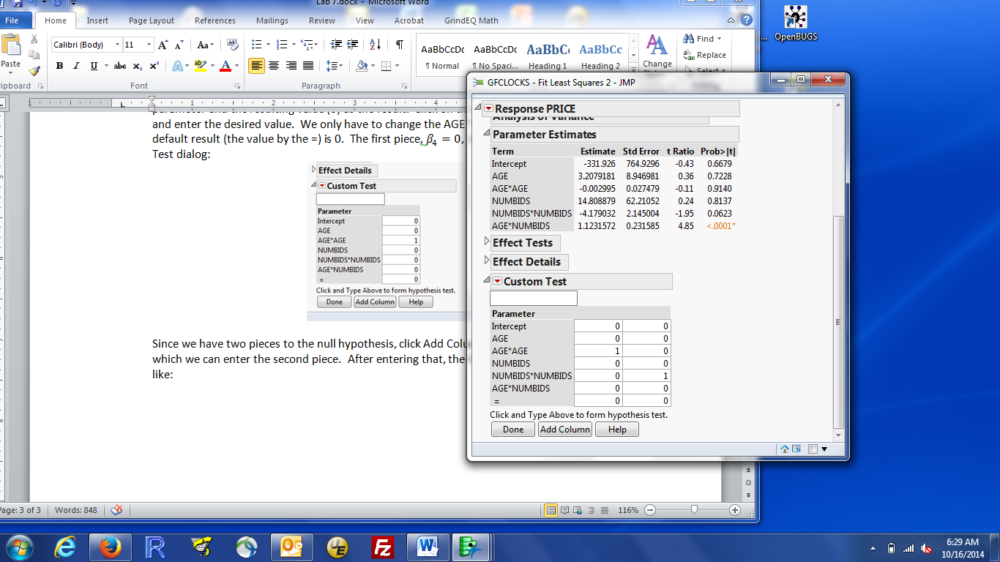 Lab 7.docx - Microsoft Word
File Home Insert Page Layout References Mailings Review View Acrobat GrindEQ Math
Paste
Calibri (Body) 11 A A Aa
B I U abc x₂ x² A ab A
AaBbCcDc AaBbCcDc AaBbC AaBbCc A
¶ Normal ¶ No Spaci... Heading 1 Heading 2 Change
Find
Replace
Select
lipboard Font Paragraph
OpenBUGS
1 1 2 3 4
and enter the desired value. We only have to change the AGE*
default result (the value by the =) is 0. The first piece, β₄ = 0,
Test dialog:
Effect Details
Custom Test
Parameter
Intercept 0
AGE 0
AGE*AGE 1
NUMBIDS 0
NUMBIDS*NUMBIDS 0
AGE*NUMBIDS 0
= 0
Click and Type Above to form hypothesis test.
Done Add Column Help
Since we have two pieces to the null hypothesis, click Add Colu
which we can enter the second piece. After entering that, the
like:
GFCLOCKS - Fit Least Squares 2 - JMP
Response PRICE
Analysis of Variance
Parameter Estimates
Term Estimate Std Error t Ratio Prob>|t|
Intercept -331.926 764.9296 -0.43 0.6679
AGE 3.2079181 8.946981 0.36 0.7228
AGE*AGE -0.002995 0.027479 -0.11 0.9140
NUMBIDS 14.808879 62.21052 0.24 0.8137
NUMBIDS*NUMBIDS -4.179032 2.145004 -1.95 0.0623
AGE*NUMBIDS 1.1231572 0.231585 4.85 <.0001*
Effect Tests
Effect Details
Custom Test
Parameter
Intercept 0 0
AGE 0 0
AGE*AGE 1 0
NUMBIDS 0 0
NUMBIDS*NUMBIDS 0 1
AGE*NUMBIDS 0 0
= 0 0
Click and Type Above to form hypothesis test.
Done Add Column Help
Page: 3 of 3 Words: 848 116%
6:29 AM
10/16/2014